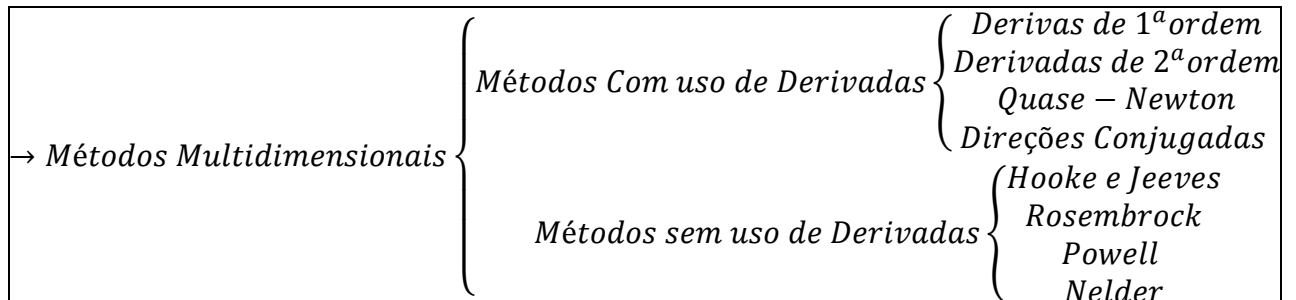 Derivas de 1ª ordem
Métodos Com uso de Derivadas Derivadas de 2ª ordem
Quase − Newton
Direções Conjugadas
→ Métodos Multidimensionais
Hooke e Jeeves
Métodos sem uso de Derivadas Rosembrock
Powell
Nelder